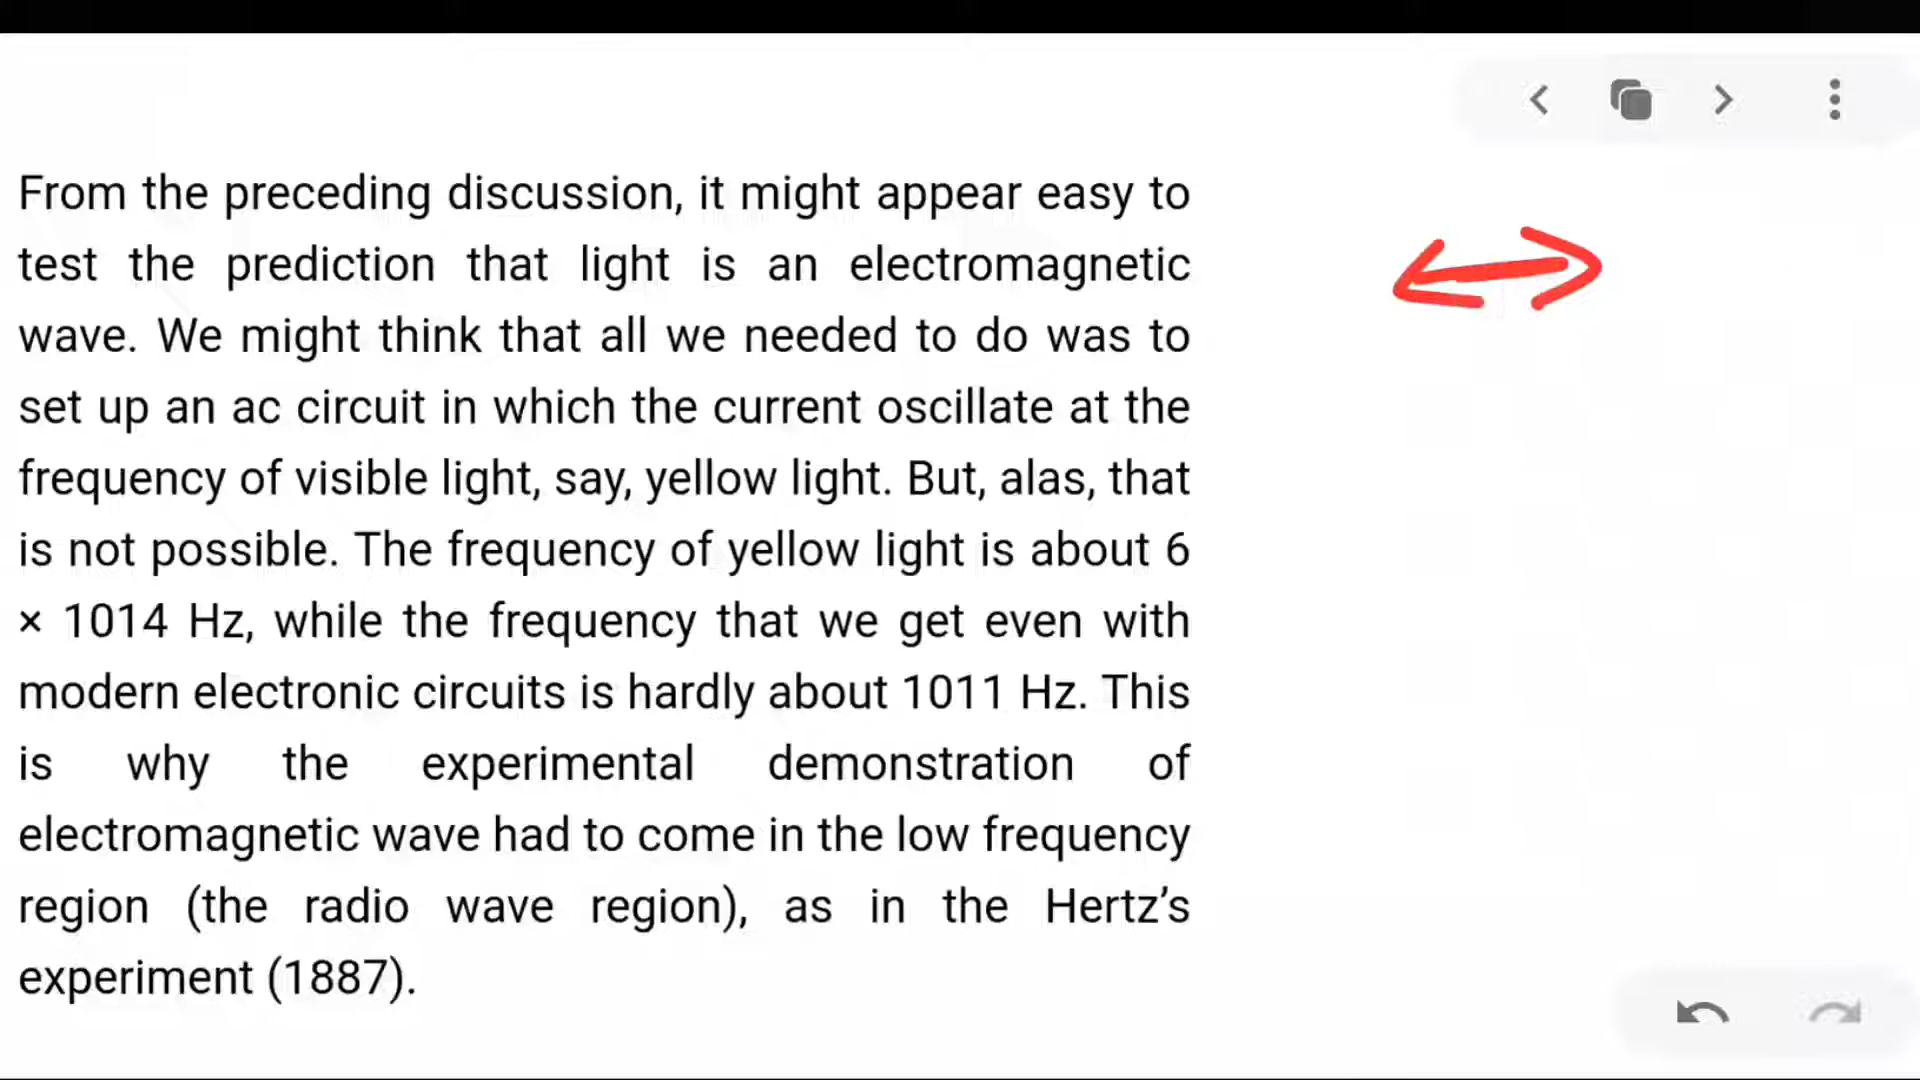 From the preceding discussion, it might appear easy to
test the prediction that light is an electromagnetic
wave. We might think that all we needed to do was to
set up an ac circuit in which the current oscillate at the
frequency of visible light, say, yellow light. But, alas, that
is not possible. The frequency of yellow light is about 6
× 1014 Hz, while the frequency that we get even with
modern electronic circuits is hardly about 1011 Hz. This
is why the experimental demonstration of
electromagnetic wave had to come in the low frequency
region (the radio wave region), as in the Hertz’s
experiment (1887).